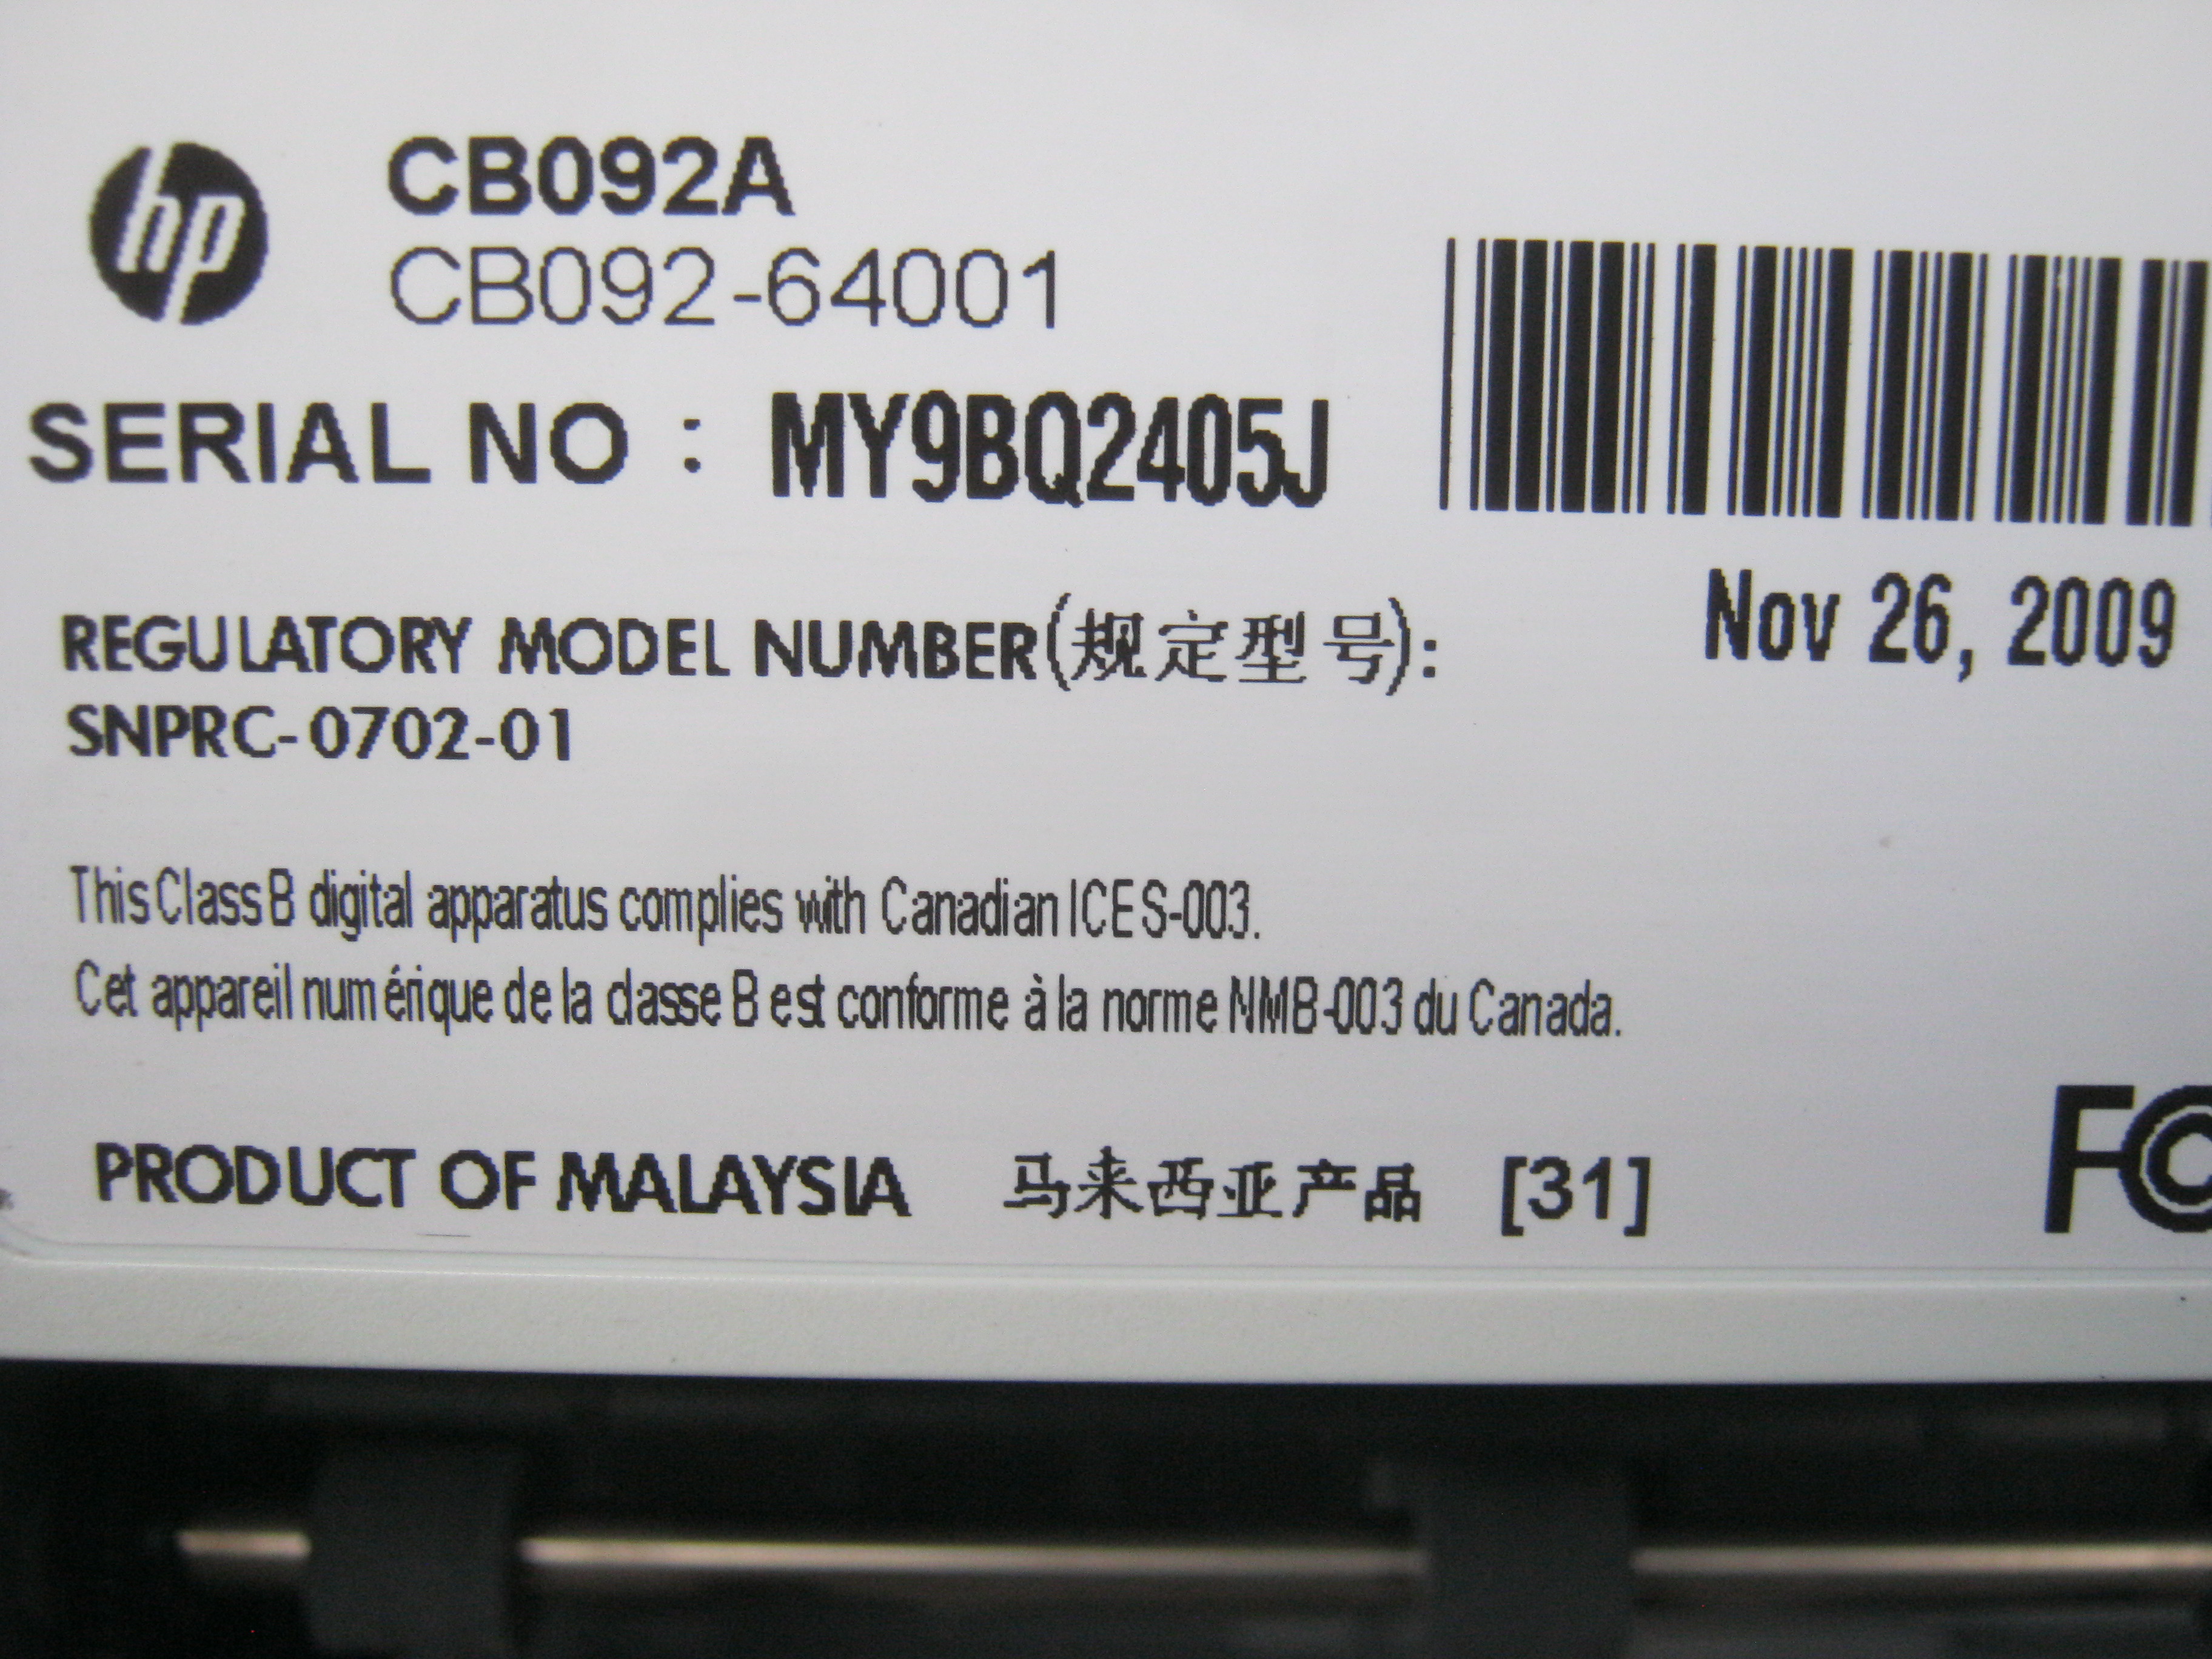 hp
CB092A
CB092-64001
SERIAL NO : MY9BQ2405J
Nov 26, 2009
REGULATORY MODEL NUMBER(规定型号):
SNPRC-0702-01
This Class B digital apparatus complies with Canadian ICES-003.
Cet appareil numérique de la classe B est conforme à la norme NMB-003 du Canada.
PRODUCT OF MALAYSIA 马来西亚产品 [31]
FC